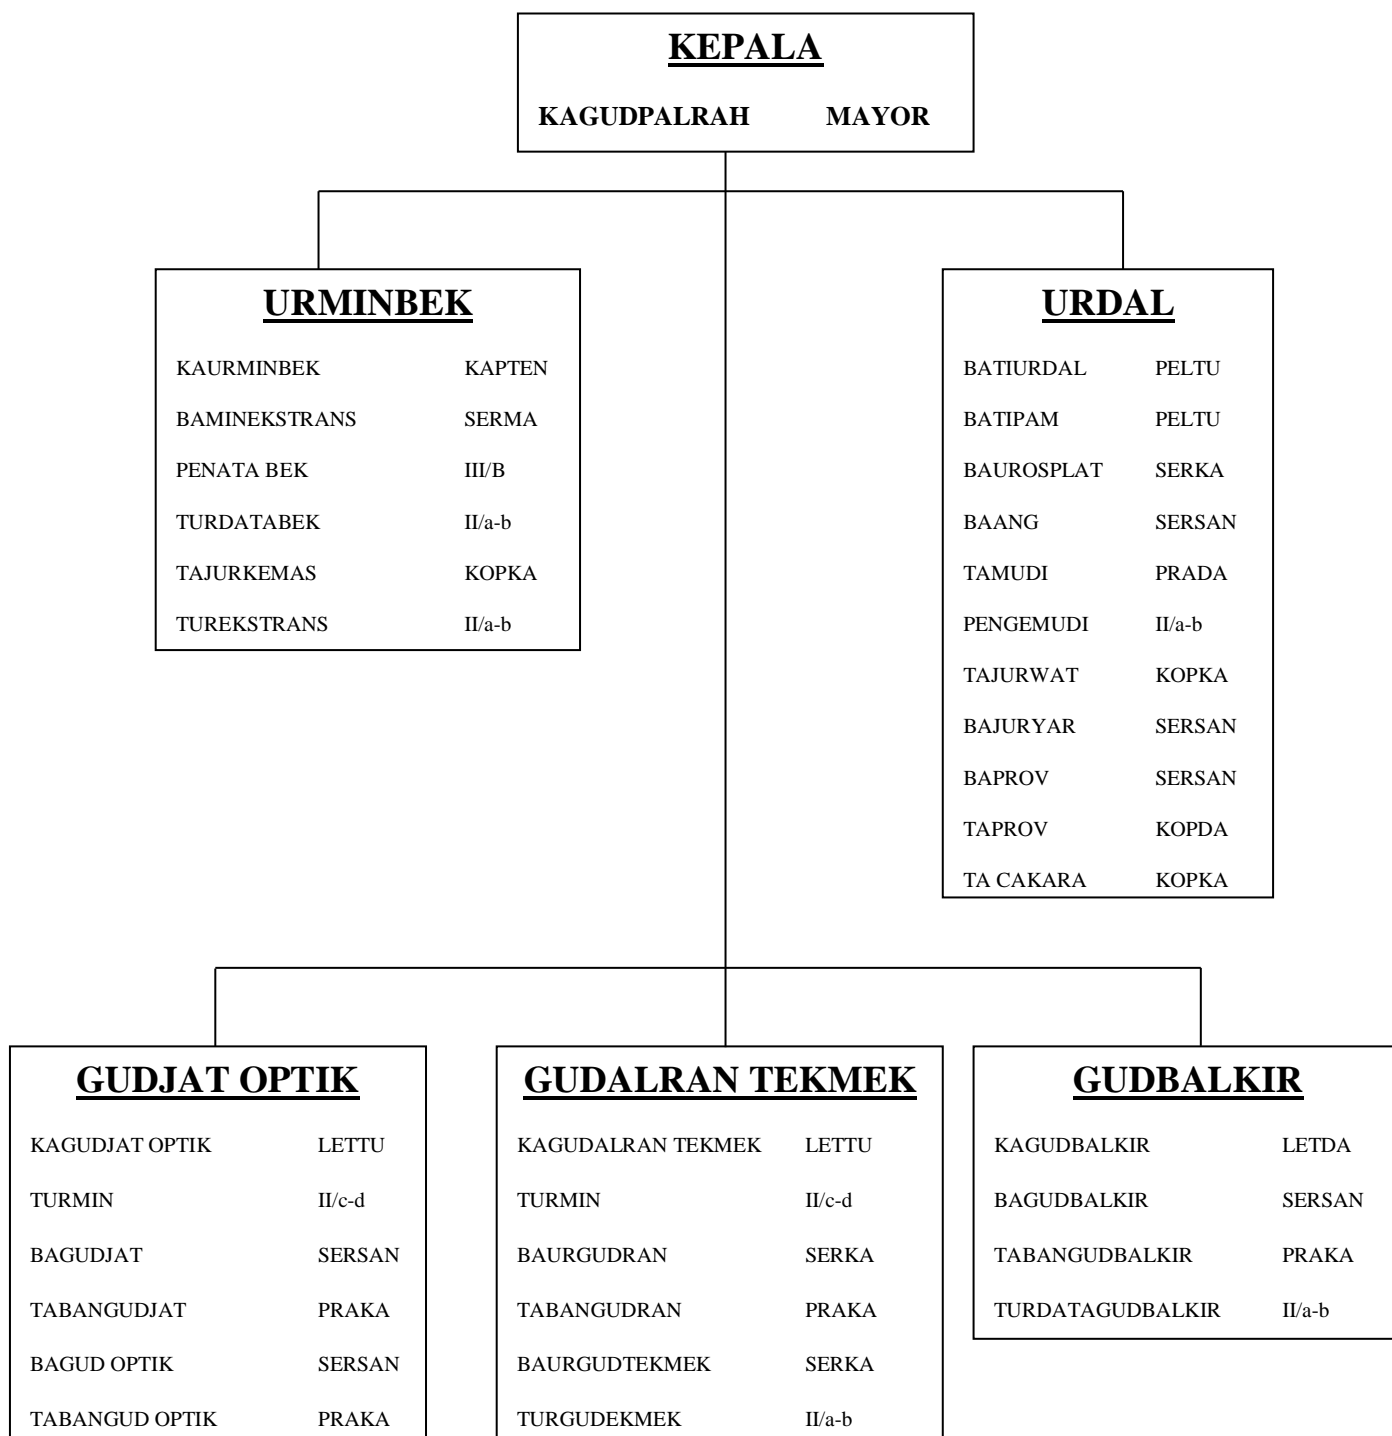 KEPALA
KAGUDPALRAH MAYOR
URMINBEK
KAURMINBEK KAPTEN
BAMINEKSTRANS SERMA
PENATA BEK III/B
TURDATABEK II/a-b
TAJURKEMAS KOPKA
TUREKSTRANS II/a-b
URDAL
BATIURDAL PELTU
BATIPAM PELTU
BAUROSPLAT SERKA
BAANG SERSAN
TAMUDI PRADA
PENGEMUDI II/a-b
TAJURWAT KOPKA
BAJURYAR SERSAN
BAPROV SERSAN
TAPROV KOPDA
TA CAKARA KOPKA
GUDJAT OPTIK
KAGUDJAT OPTIK LETTU
TURMIN II/c-d
BAGUDJAT SERSAN
TABANGUDJAT PRAKA
BAGUD OPTIK SERSAN
TABANGUD OPTIK PRAKA
GUDALRAN TEKMEK
KAGUDALRAN TEKMEK LETTU
TURMIN II/c-d
BAURGUDRAN SERKA
TABANGUDRAN PRAKA
BAURGUDTEKMEK SERKA
TURGUDEKMEK II/a-b
GUDBALKIR
KAGUDBALKIR LETDA
BAGUDBALKIR SERSAN
TABANGUDBALKIR PRAKA
TURDATAGUDBALKIR II/a-b